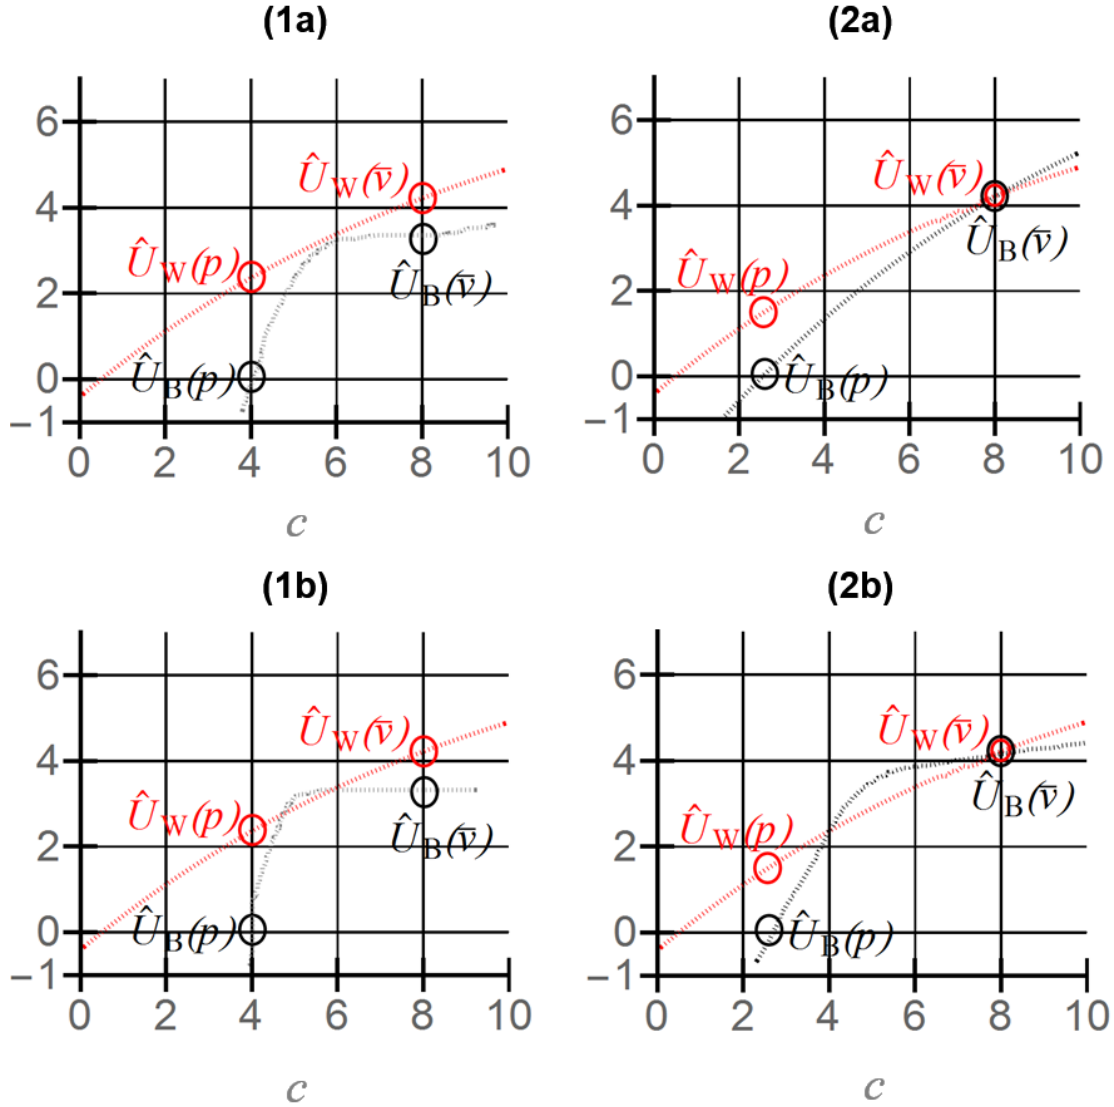 (1a)
6
4
2
0
−1
0 2 4 6 8 10
c
Û_W(v̄)
Û_W(p)
Û_B(v̄)
Û_B(p)
(2a)
6
4
2
0
−1
0 2 4 6 8 10
c
Û_W(v̄)
Û_B(v̄)
Û_W(p)
Û_B(p)
(1b)
6
4
2
0
−1
0 2 4 6 8 10
c
Û_W(v̄)
Û_W(p)
Û_B(v̄)
Û_B(p)
(2b)
6
4
2
0
−1
0 2 4 6 8 10
c
Û_W(v̄)
Û_B(v̄)
Û_W(p)
Û_B(p)